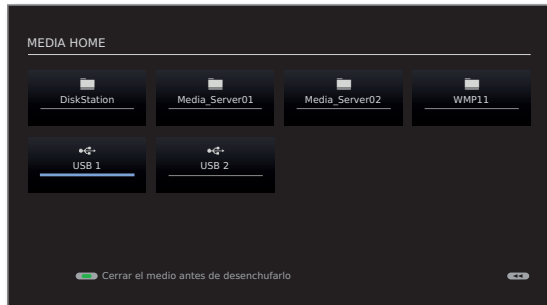 MEDIA HOME
DiskStation Media_Server01 Media_Server02 WMP11
USB 1 USB 2
Cerrar el medio antes de desenchufarlo